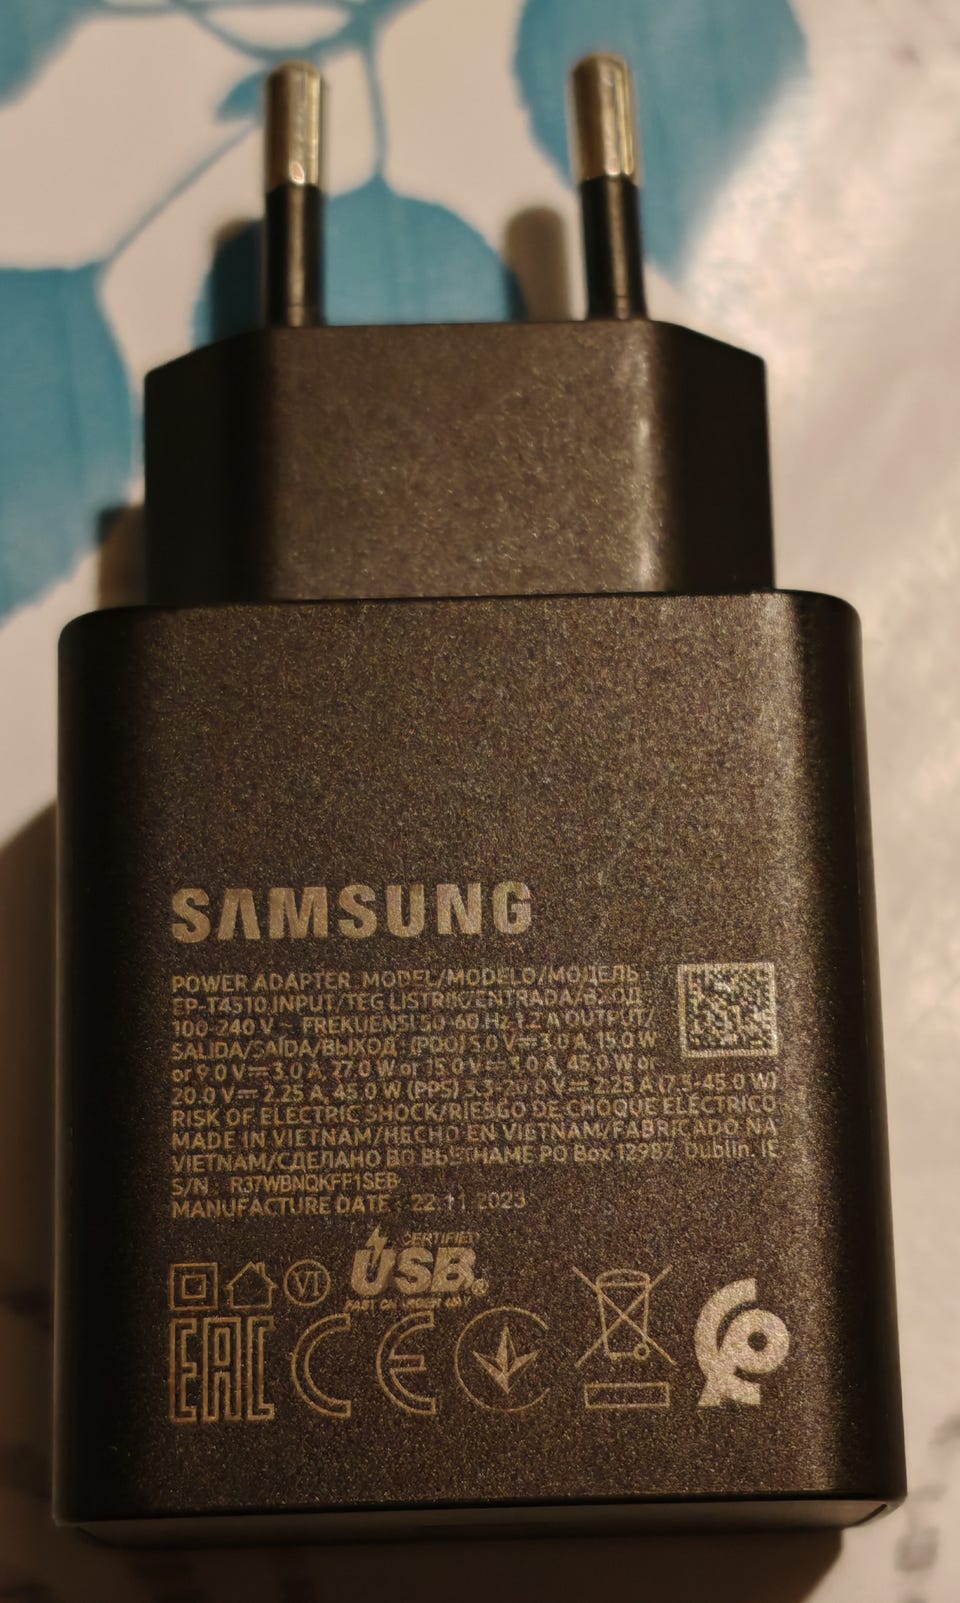 SAMSUNG
POWER ADAPTER MODEL/MODELO/МОДЕЛЬ :
EP-T4510 INPUT/TEG LISTRIK/ENTRADA/ВХОД :
100-240 V ~ FREKUENSI 50-60 Hz 1.2 A OUTPUT/
SALIDA/SAÍDA/ВЫХОД : (PDO) 5.0 V⎓3.0 A, 15.0 W
or 9.0 V⎓3.0 A, 27.0 W or 15.0 V⎓3.0 A, 45.0 W or
20.0 V⎓ 2.25 A, 45.0 W (PPS) 3.3-20.0 V⎓ 2.25 A (7.5-45.0 W)
RISK OF ELECTRIC SHOCK/RIESGO DE CHOQUE ELÉCTRICO
MADE IN VIETNAM/HECHO EN VIETNAM/FABRICADO NA
VIETNAM/СДЕЛАНО ВО ВЬЕТНАМЕ PO Box 12987, Dublin. IE
S/N : R37WBNQKFF1SEB
MANUFACTURE DATE : 22.11.2023
CERTIFIED
USB®
VI
EAC CE